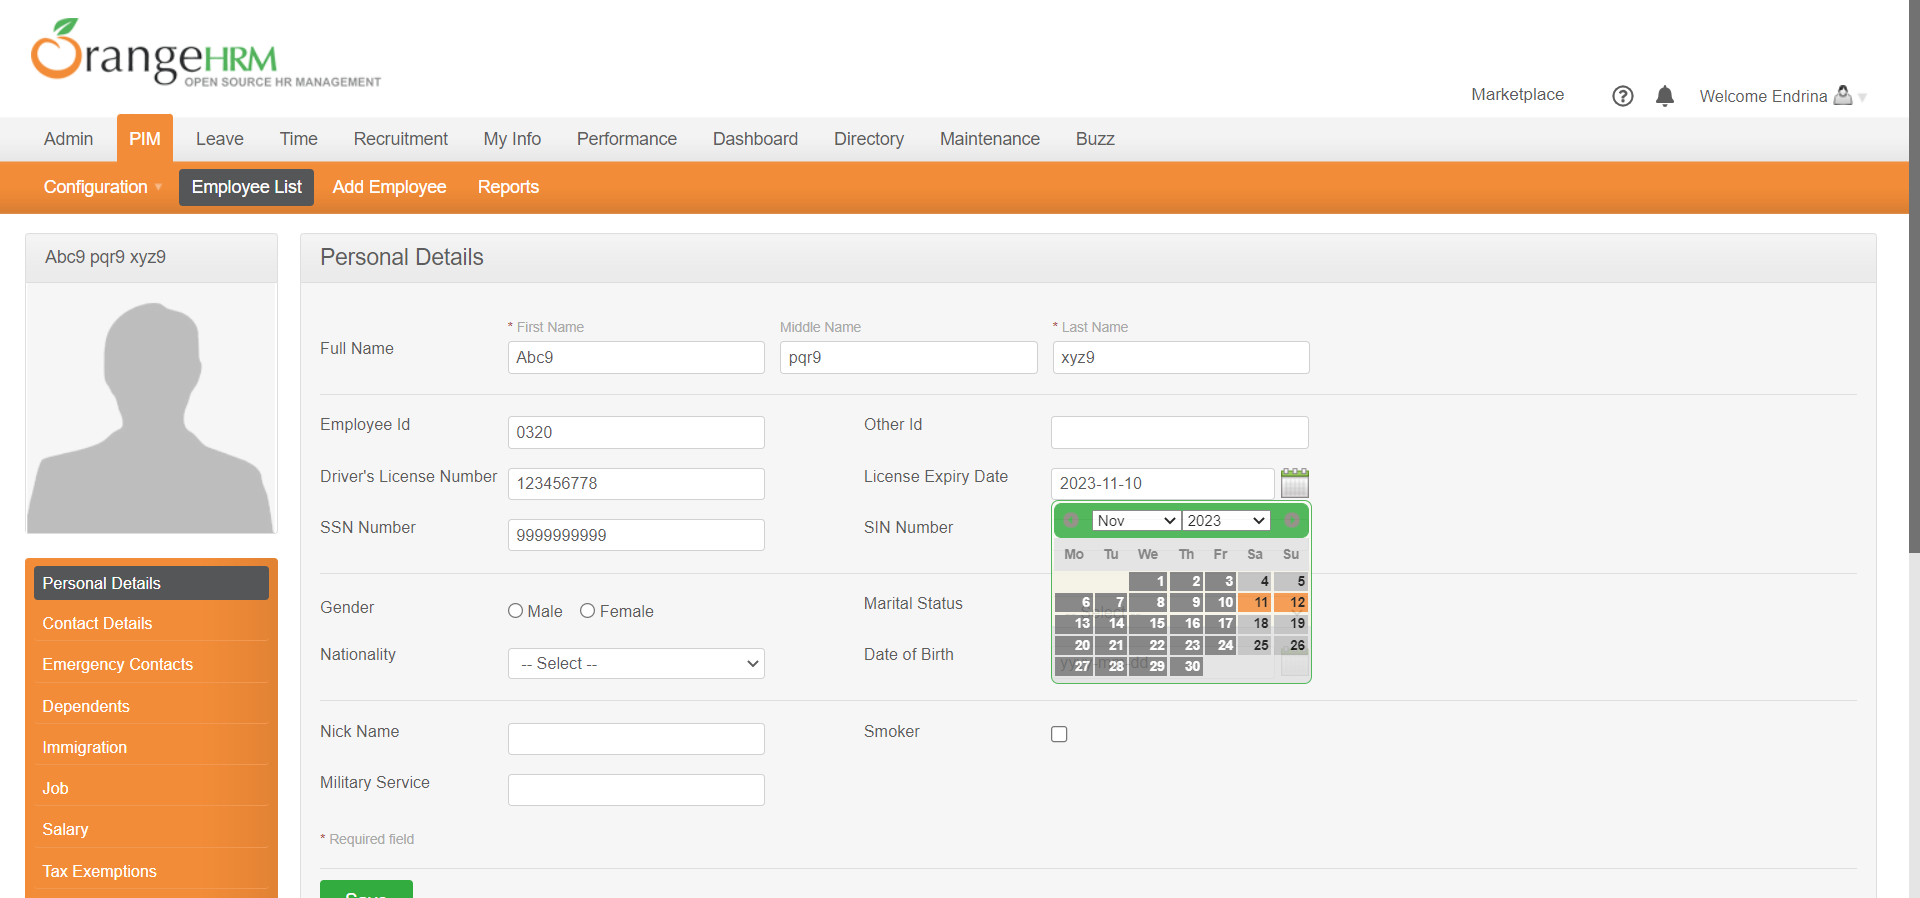 OrangeHRM
OPEN SOURCE HR MANAGEMENT
Marketplace
Welcome Endrina
Admin PIM Leave Time Recruitment My Info Performance Dashboard Directory Maintenance Buzz
Configuration Employee List Add Employee Reports
Abc9 pqr9 xyz9
Personal Details
* First Name Middle Name * Last Name
Full Name Abc9 pqr9 xyz9
Employee Id 0320 Other Id
Driver's License Number 123456778 License Expiry Date 2023-11-10
SSN Number 9999999999 SIN Number
Nov 2023
Mo Tu We Th Fr Sa Su
1 2 3 4 5
6 7 8 9 10 11 12
13 14 15 16 17 18 19
20 21 22 23 24 25 26
27 28 29 30
Gender Male Female Marital Status
Nationality -- Select -- Date of Birth
Nick Name Smoker
Military Service
* Required field
Save
Personal Details
Contact Details
Emergency Contacts
Dependents
Immigration
Job
Salary
Tax Exemptions